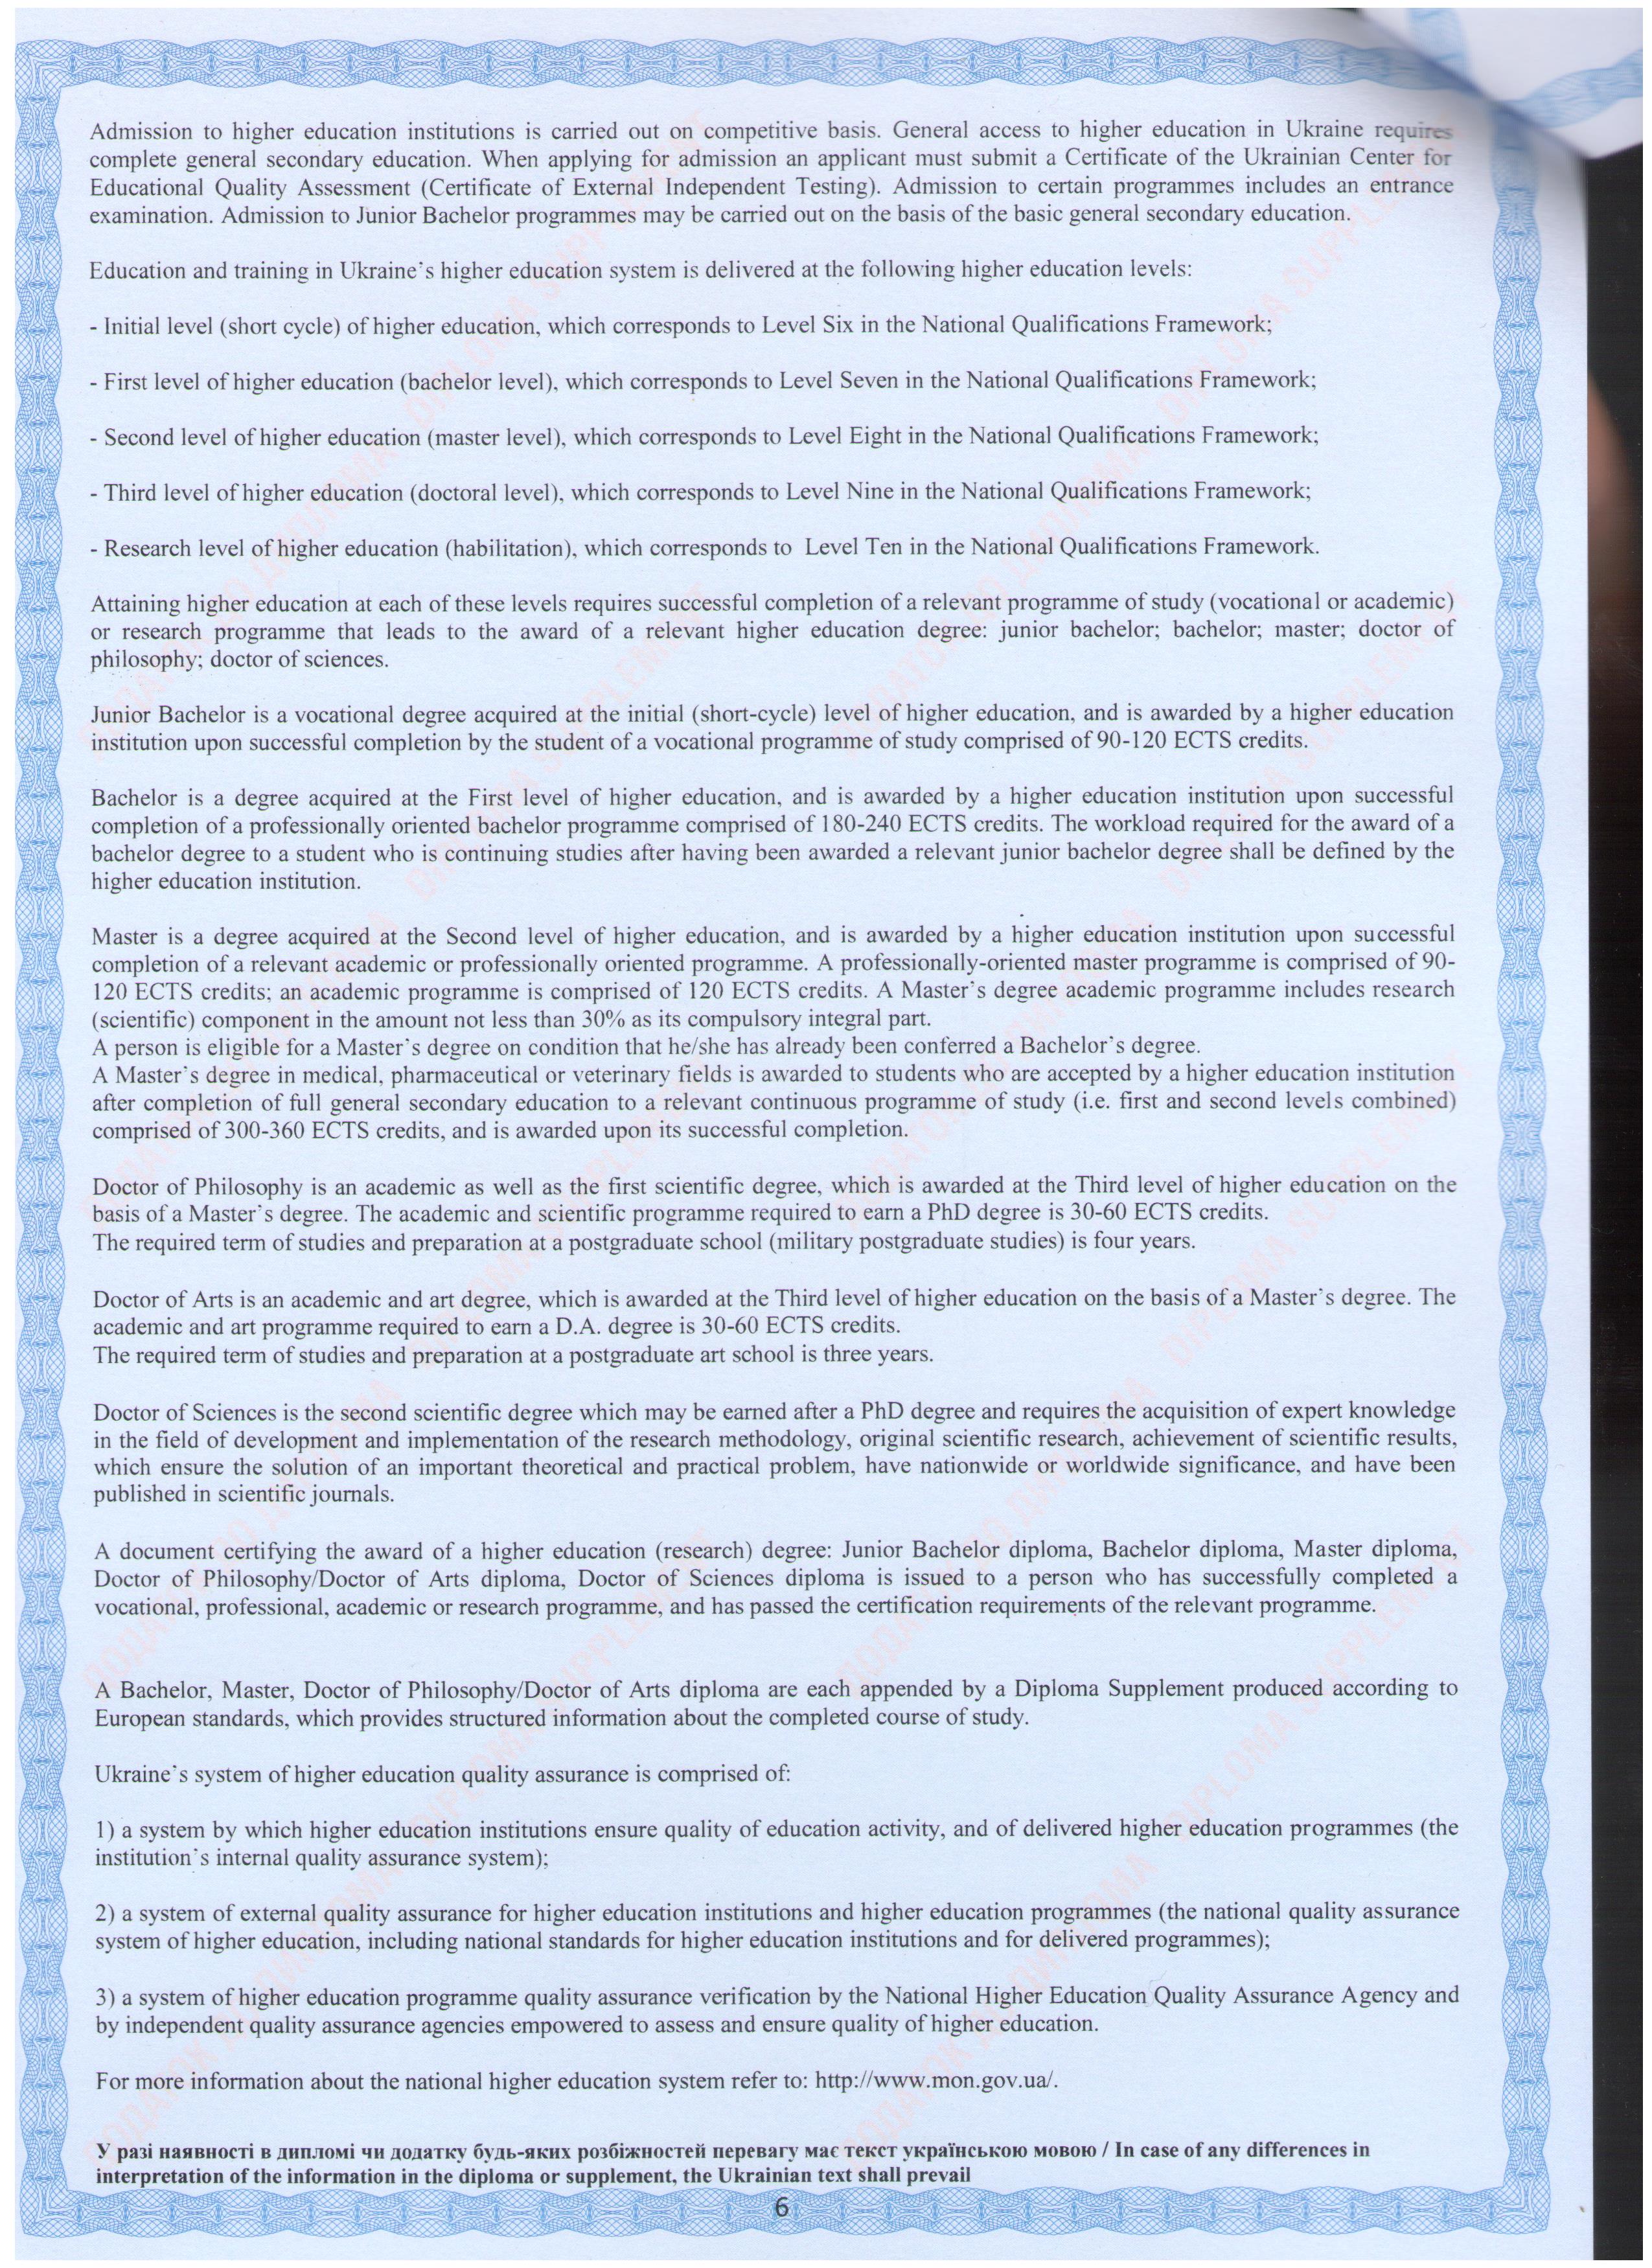 Admission to higher education institutions is carried out on competitive basis. General access to higher education in Ukraine requires
complete general secondary education. When applying for admission an applicant must submit a Certificate of the Ukrainian Center for
Educational Quality Assessment (Certificate of External Independent Testing). Admission to certain programmes includes an entrance
examination. Admission to Junior Bachelor programmes may be carried out on the basis of the basic general secondary education.
Education and training in Ukraine's higher education system is delivered at the following higher education levels:
- Initial level (short cycle) of higher education, which corresponds to Level Six in the National Qualifications Framework;
- First level of higher education (bachelor level), which corresponds to Level Seven in the National Qualifications Framework;
- Second level of higher education (master level), which corresponds to Level Eight in the National Qualifications Framework;
- Third level of higher education (doctoral level), which corresponds to Level Nine in the National Qualifications Framework;
- Research level of higher education (habilitation), which corresponds to Level Ten in the National Qualifications Framework.
Attaining higher education at each of these levels requires successful completion of a relevant programme of study (vocational or academic)
or research programme that leads to the award of a relevant higher education degree: junior bachelor; bachelor; master; doctor of
philosophy; doctor of sciences.
Junior Bachelor is a vocational degree acquired at the initial (short-cycle) level of higher education, and is awarded by a higher education
institution upon successful completion by the student of a vocational programme of study comprised of 90-120 ECTS credits.
Bachelor is a degree acquired at the First level of higher education, and is awarded by a higher education institution upon successful
completion of a professionally oriented bachelor programme comprised of 180-240 ECTS credits. The workload required for the award of a
bachelor degree to a student who is continuing studies after having been awarded a relevant junior bachelor degree shall be defined by the
higher education institution.
Master is a degree acquired at the Second level of higher education, and is awarded by a higher education institution upon successful
completion of a relevant academic or professionally oriented programme. A professionally-oriented master programme is comprised of 90-
120 ECTS credits; an academic programme is comprised of 120 ECTS credits. A Master's degree academic programme includes research
(scientific) component in the amount not less than 30% as its compulsory integral part.
A person is eligible for a Master's degree on condition that he/she has already been conferred a Bachelor's degree.
A Master's degree in medical, pharmaceutical or veterinary fields is awarded to students who are accepted by a higher education institution
after completion of full general secondary education to a relevant continuous programme of study (i.e. first and second levels combined)
comprised of 300-360 ECTS credits, and is awarded upon its successful completion.
Doctor of Philosophy is an academic as well as the first scientific degree, which is awarded at the Third level of higher education on the
basis of a Master's degree. The academic and scientific programme required to earn a PhD degree is 30-60 ECTS credits.
The required term of studies and preparation at a postgraduate school (military postgraduate studies) is four years.
Doctor of Arts is an academic and art degree, which is awarded at the Third level of higher education on the basis of a Master's degree. The
academic and art programme required to earn a D.A. degree is 30-60 ECTS credits.
The required term of studies and preparation at a postgraduate art school is three years.
Doctor of Sciences is the second scientific degree which may be earned after a PhD degree and requires the acquisition of expert knowledge
in the field of development and implementation of the research methodology, original scientific research, achievement of scientific results,
which ensure the solution of an important theoretical and practical problem, have nationwide or worldwide significance, and have been
published in scientific journals.
A document certifying the award of a higher education (research) degree: Junior Bachelor diploma, Bachelor diploma, Master diploma,
Doctor of Philosophy/Doctor of Arts diploma, Doctor of Sciences diploma is issued to a person who has successfully completed a
vocational, professional, academic or research programme, and has passed the certification requirements of the relevant programme.
A Bachelor, Master, Doctor of Philosophy/Doctor of Arts diploma are each appended by a Diploma Supplement produced according to
European standards, which provides structured information about the completed course of study.
Ukraine's system of higher education quality assurance is comprised of:
1) a system by which higher education institutions ensure quality of education activity, and of delivered higher education programmes (the
institution's internal quality assurance system);
2) a system of external quality assurance for higher education institutions and higher education programmes (the national quality assurance
system of higher education, including national standards for higher education institutions and for delivered programmes);
3) a system of higher education programme quality assurance verification by the National Higher Education Quality Assurance Agency and
by independent quality assurance agencies empowered to assess and ensure quality of higher education.
For more information about the national higher education system refer to: http://www.mon.gov.ua/.
У разі наявності в дипломі чи додатку будь-яких розбіжностей перевагу має текст українською мовою / In case of any differences in
interpretation of the information in the diploma or supplement, the Ukrainian text shall prevail
6